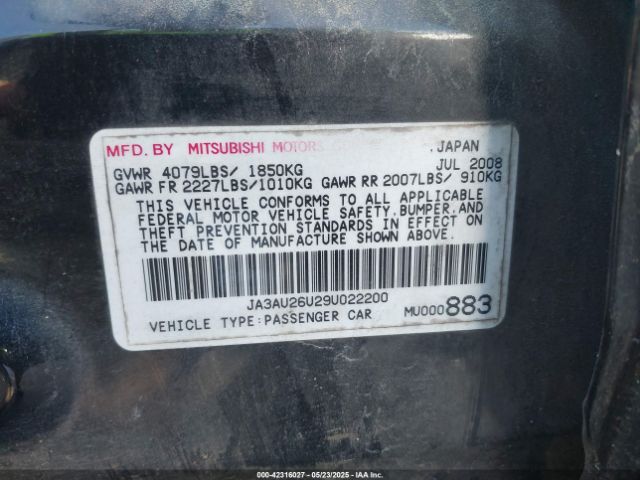 MFD. BY MITSUBISHI MOTORS , JAPAN
GVWR 4079LBS/ 1850KG JUL 2008
GAWR FR 2227LBS/1010KG GAWR RR 2007LBS/ 910KG
THIS VEHICLE CONFORMS TO ALL APPLICABLE
FEDERAL MOTOR VEHICLE SAFETY,BUMPER,AND
THEFT PREVENTION STANDARDS IN EFFECT ON
THE DATE OF MANUFACTURE SHOWN ABOVE.
JA3AU26U29U022200
VEHICLE TYPE:PASSENGER CAR MU000883
000-42316027 - 05/23/2025 - IAA Inc.